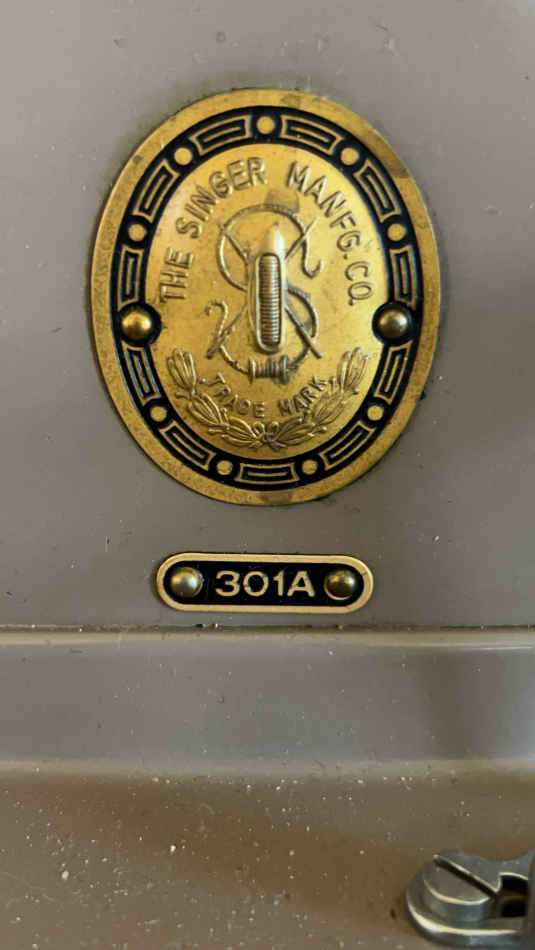 THE SINGER MANFG. CO.
TRADE MARK
301A